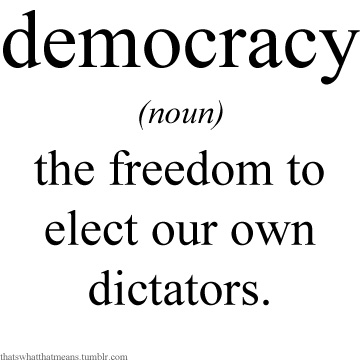 democracy
(noun)
the freedom to
elect our own
dictators.
thatswhatthatmeans.tumblr.com